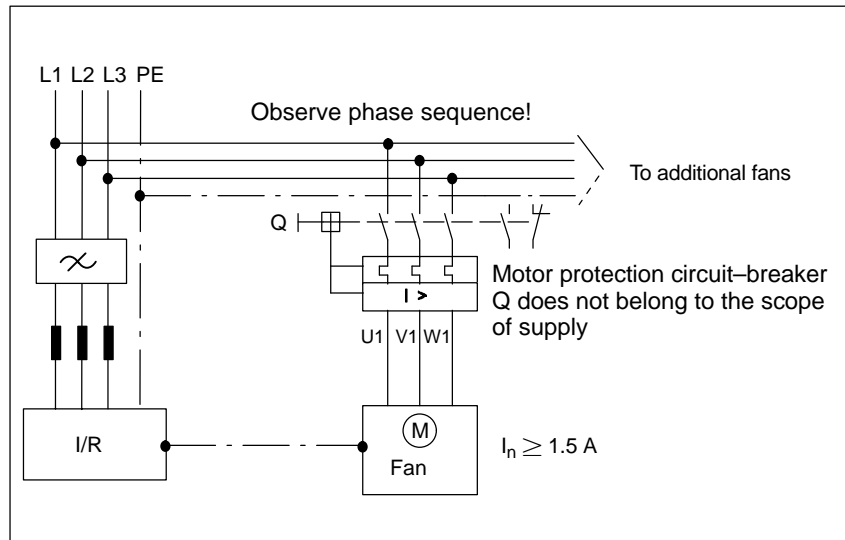 L1 L2 L3 PE
Observe phase sequence!
To additional fans
Q
Motor protection circuit–breaker
Q does not belong to the scope
of supply
I >
U1 V1 W1
I/R
M
Fan
In ≥ 1.5 A